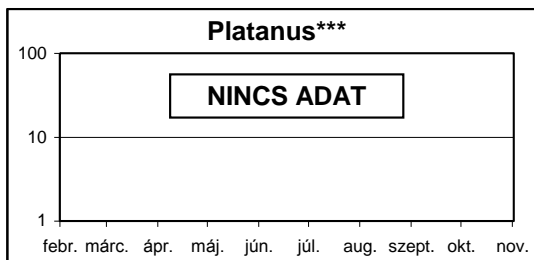 Platanus***
100
NINCS ADAT
10
1
febr. márc. ápr. máj. jún. júl. aug. szept. okt. nov.